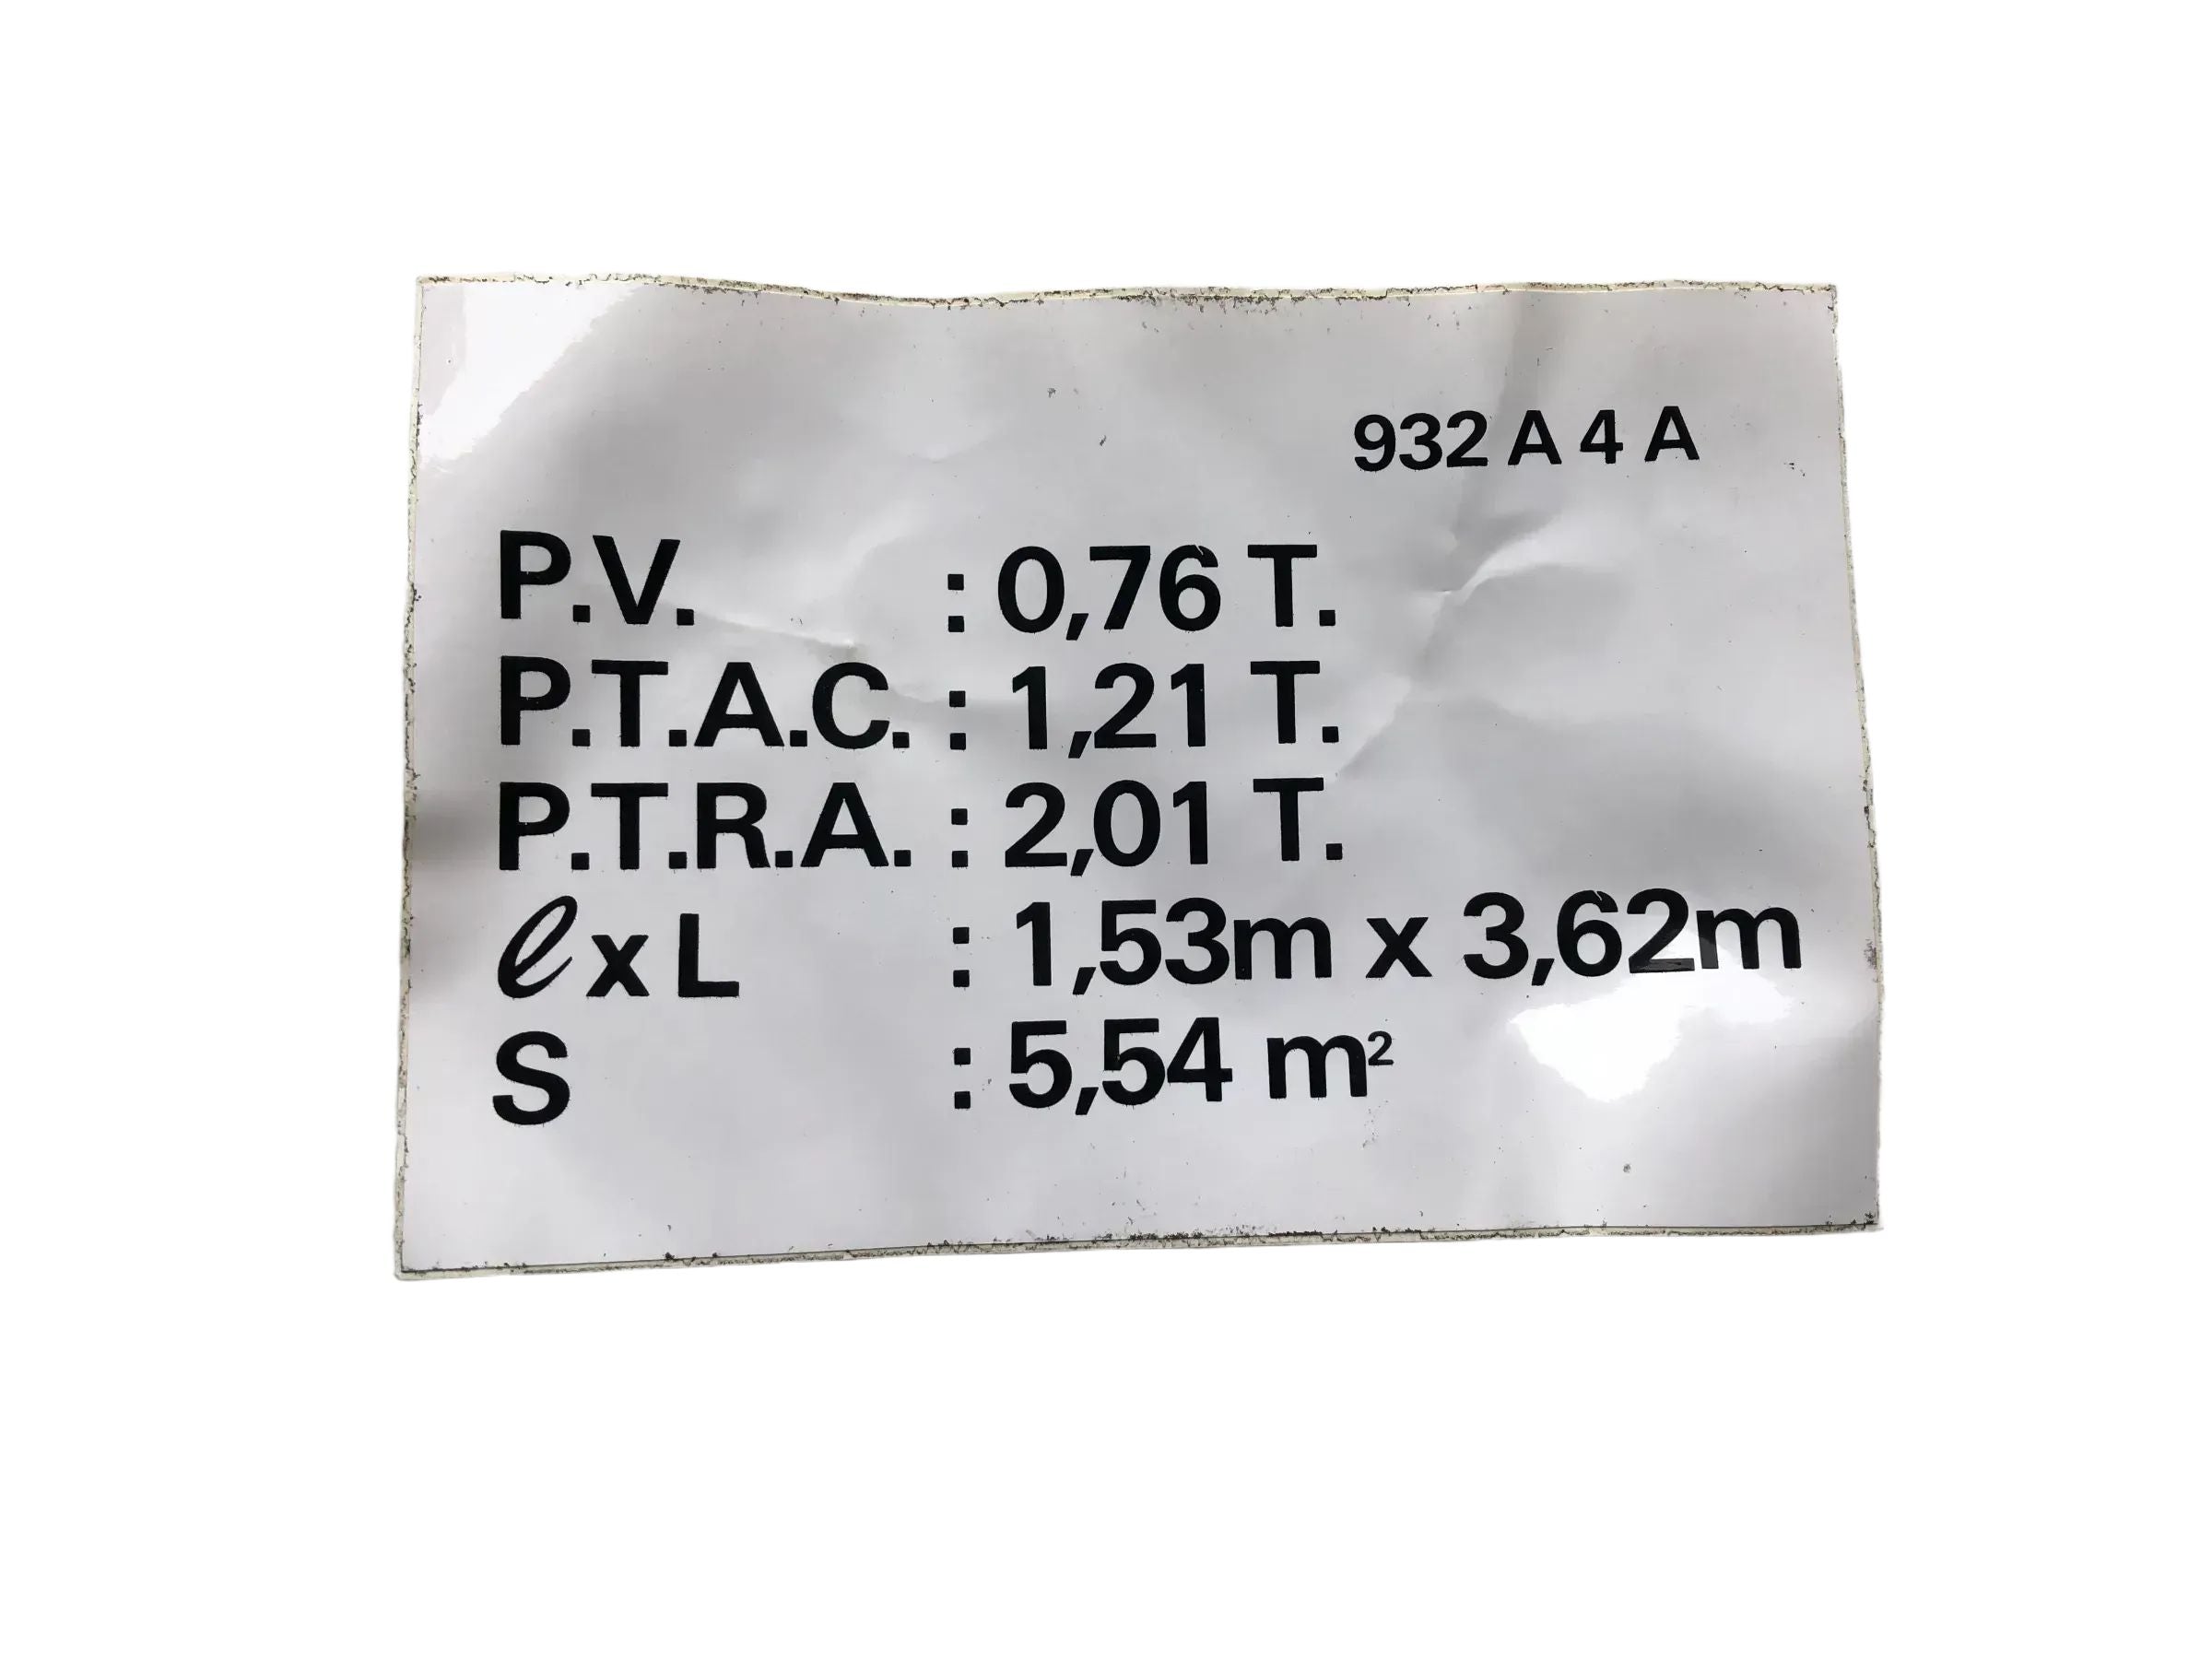 932 A 4 A
P.V. : 0,76 T.
P.T.A.C. : 1,21 T.
P.T.R.A. : 2,01 T.
ℓ x L : 1,53m x 3,62m
S : 5,54 m²